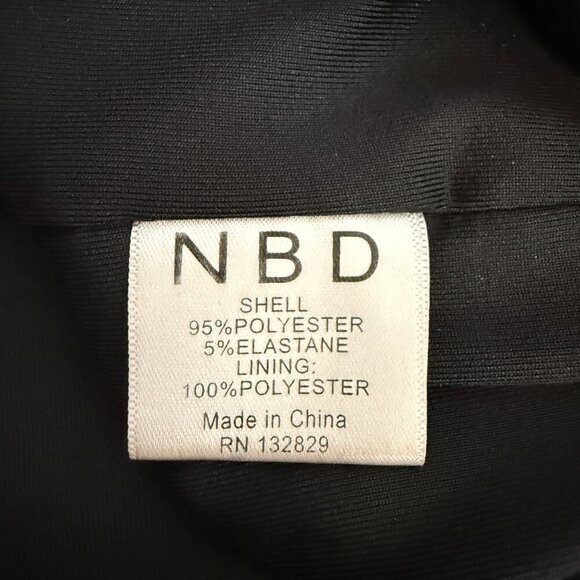 NBD
SHELL
95%POLYESTER
5%ELASTANE
LINING:
100%POLYESTER
Made in China
RN 132829